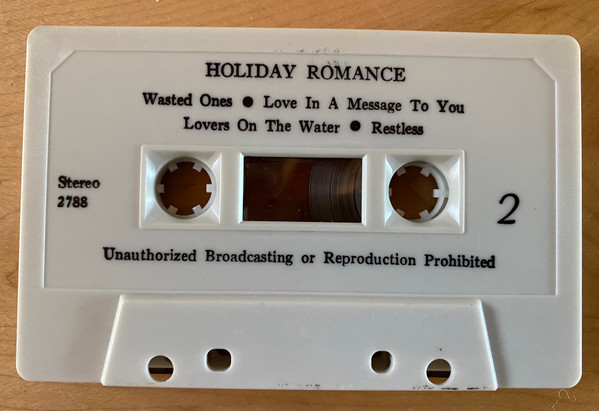 HOLIDAY ROMANCE
Wasted Ones ● Love In A Message To You
Lovers On The Water ● Restless
Stereo
2788
2
Unauthorized Broadcasting or Reproduction Prohibited